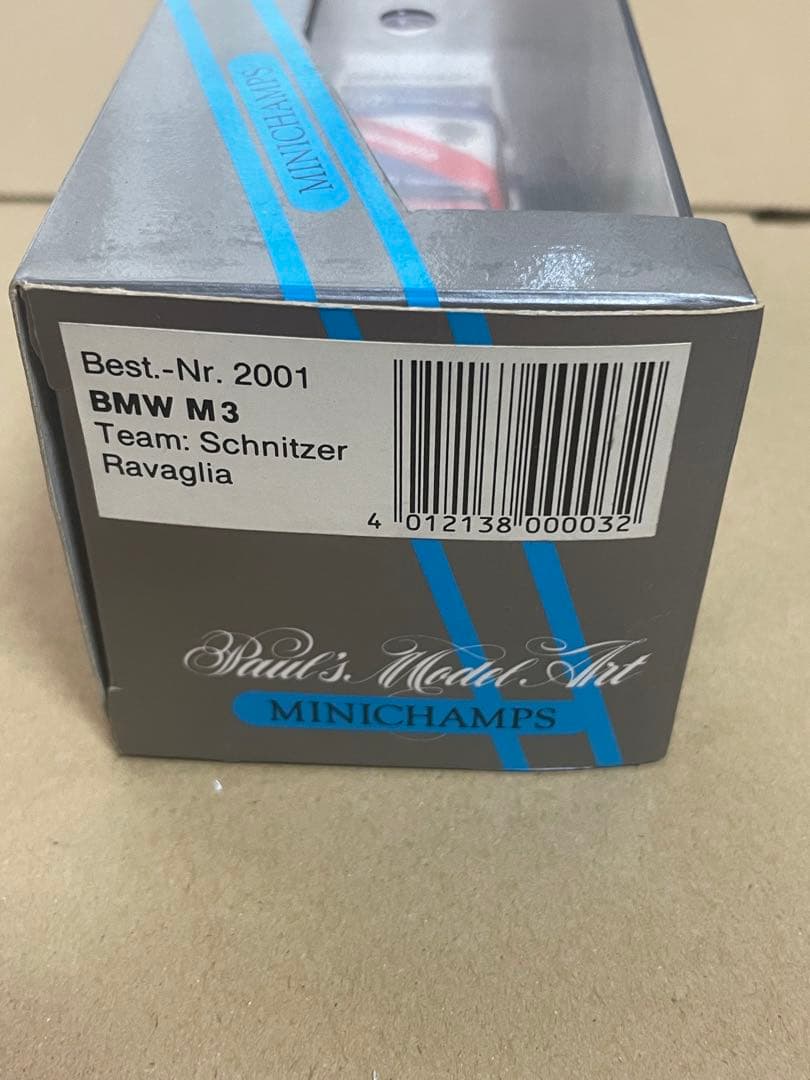 MINICHAMPS
Best.-Nr. 2001
BMW M3
Team: Schnitzer
Ravaglia
4 012138 000032
Paul's Model Art
MINICHAMPS